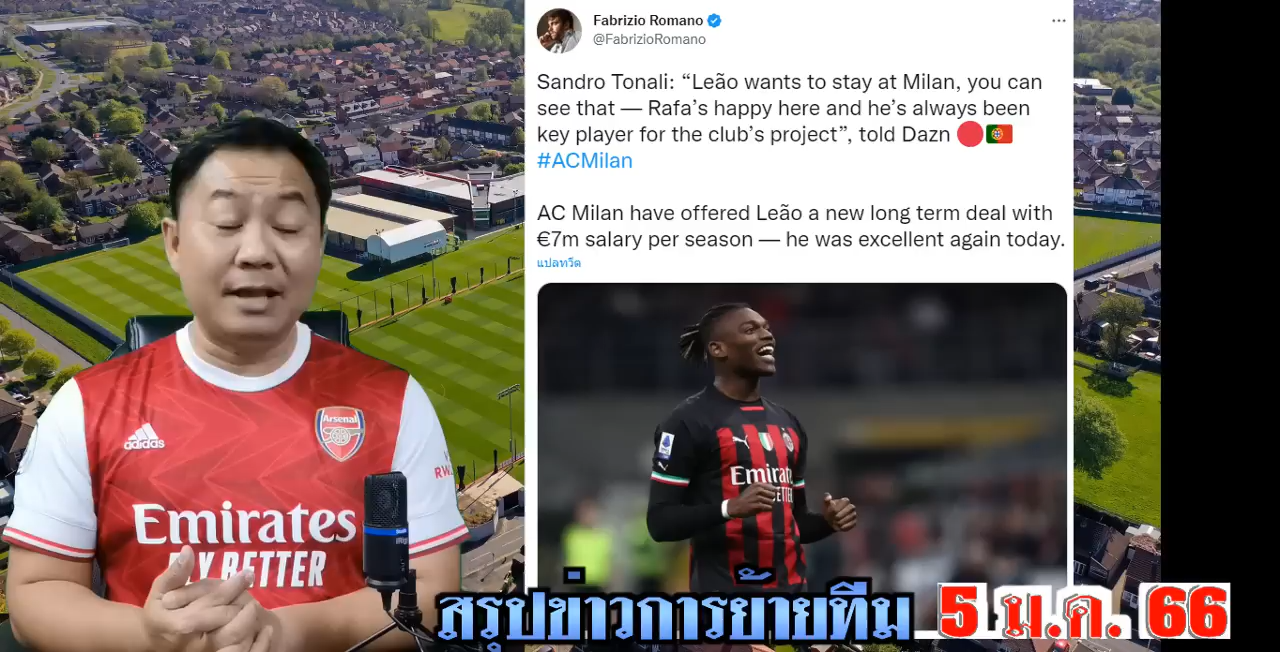 Fabrizio Romano
@FabrizioRomano
Sandro Tonali: “Leão wants to stay at Milan, you can
see that — Rafa’s happy here and he’s always been
key player for the club’s project”, told Dazn 🔴🇵🇹
#ACMilan
AC Milan have offered Leão a new long term deal with
€7m salary per season — he was excellent again today.
แปลทวีต
Arsenal
adidas
Emirates
FLY BETTER
Emirates
BETTER
สรุปข่าวการย้ายทีม 5 ม.ค. 66